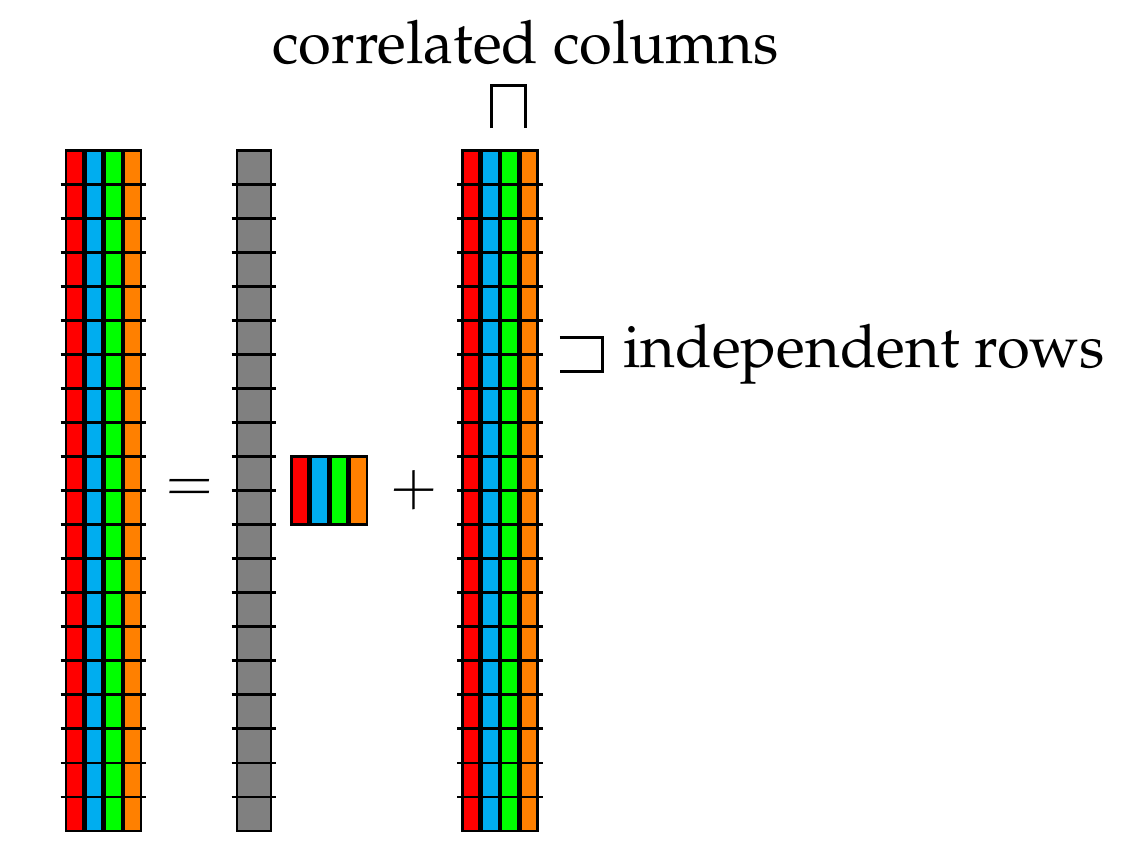 correlated columns
independent rows
= +